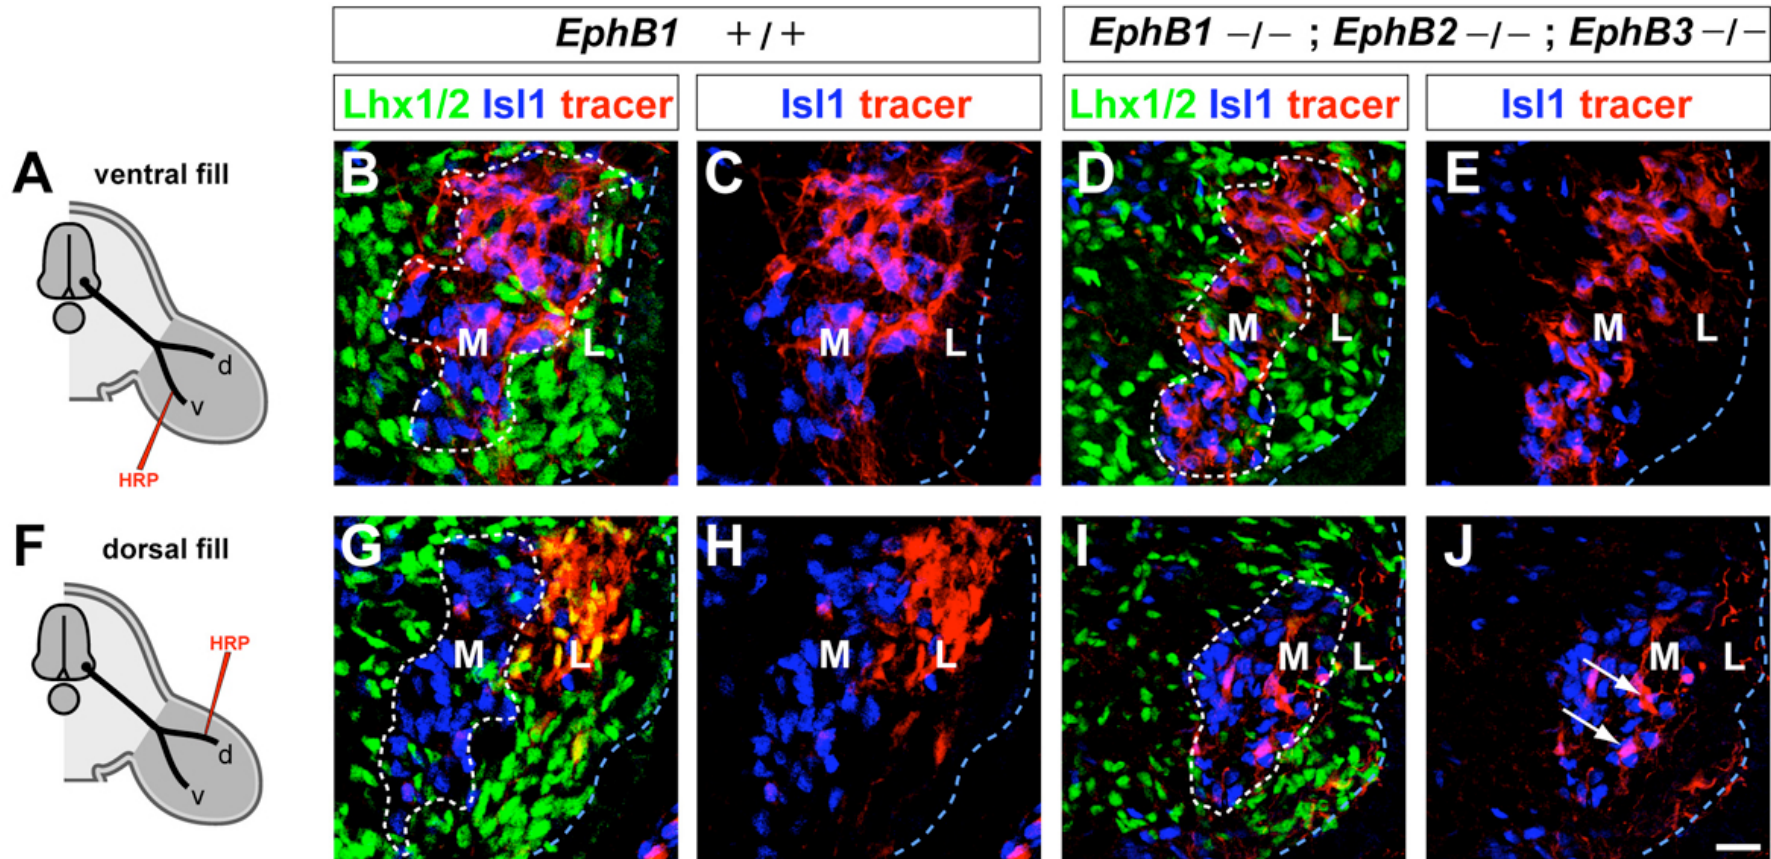 EphB1 +/+
EphB1 −/− ; EphB2 −/− ; EphB3 −/−
Lhx1/2 Isl1 tracer
Isl1 tracer
Lhx1/2 Isl1 tracer
Isl1 tracer
A ventral fill
d
v
HRP
B
M L
C
M L
D
M L
E
M L
F dorsal fill
HRP
d
v
G
M L
H
M L
I
M L
J
M L